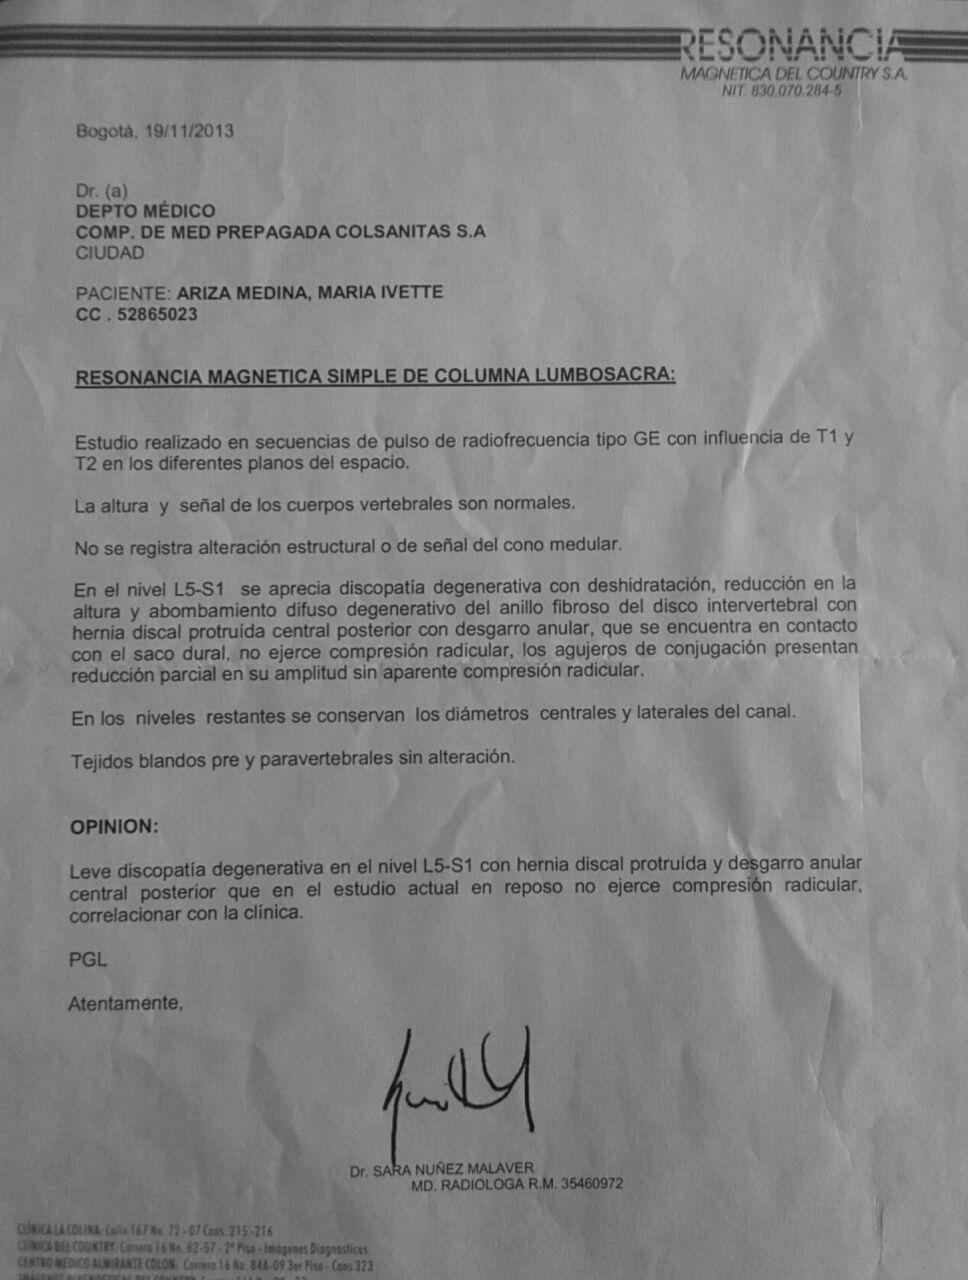 RESONANCIA
MAGNETICA DEL COUNTRY S.A.
NIT. 830.070.284-5
Bogotá, 19/11/2013
Dr. (a)
DEPTO MÉDICO
COMP. DE MED PREPAGADA COLSANITAS S.A
CIUDAD
PACIENTE: ARIZA MEDINA, MARIA IVETTE
CC . 52865023
RESONANCIA MAGNETICA SIMPLE DE COLUMNA LUMBOSACRA:
Estudio realizado en secuencias de pulso de radiofrecuencia tipo GE con influencia de T1 y
T2 en los diferentes planos del espacio.
La altura y señal de los cuerpos vertebrales son normales.
No se registra alteración estructural o de señal del cono medular.
En el nivel L5-S1 se aprecia discopatía degenerativa con deshidratación, reducción en la
altura y abombamiento difuso degenerativo del anillo fibroso del disco intervertebral con
hernia discal protruída central posterior con desgarro anular, que se encuentra en contacto
con el saco dural, no ejerce compresión radicular, los agujeros de conjugación presentan
reducción parcial en su amplitud sin aparente compresión radicular.
En los niveles restantes se conservan los diámetros centrales y laterales del canal.
Tejidos blandos pre y paravertebrales sin alteración.
OPINION:
Leve discopatía degenerativa en el nivel L5-S1 con hernia discal protruída y desgarro anular
central posterior que en el estudio actual en reposo no ejerce compresión radicular,
correlacionar con la clínica.
PGL
Atentamente,
Dr. SARA NUÑEZ MALAVER
MD. RADIOLOGA R.M. 35460972
CLÍNICA LA COLINA: Calle 167 No. 72 - 07 Cons. 215 -216
CLÍNICA DEL COUNTRY: Carrera 16 No. 82-57 - 2º Piso - Imágenes Diagnosticas
CENTRO MEDICO ALMIRANTE COLON: Carrera 16 No. 84A-09 3er Piso - Cons 323